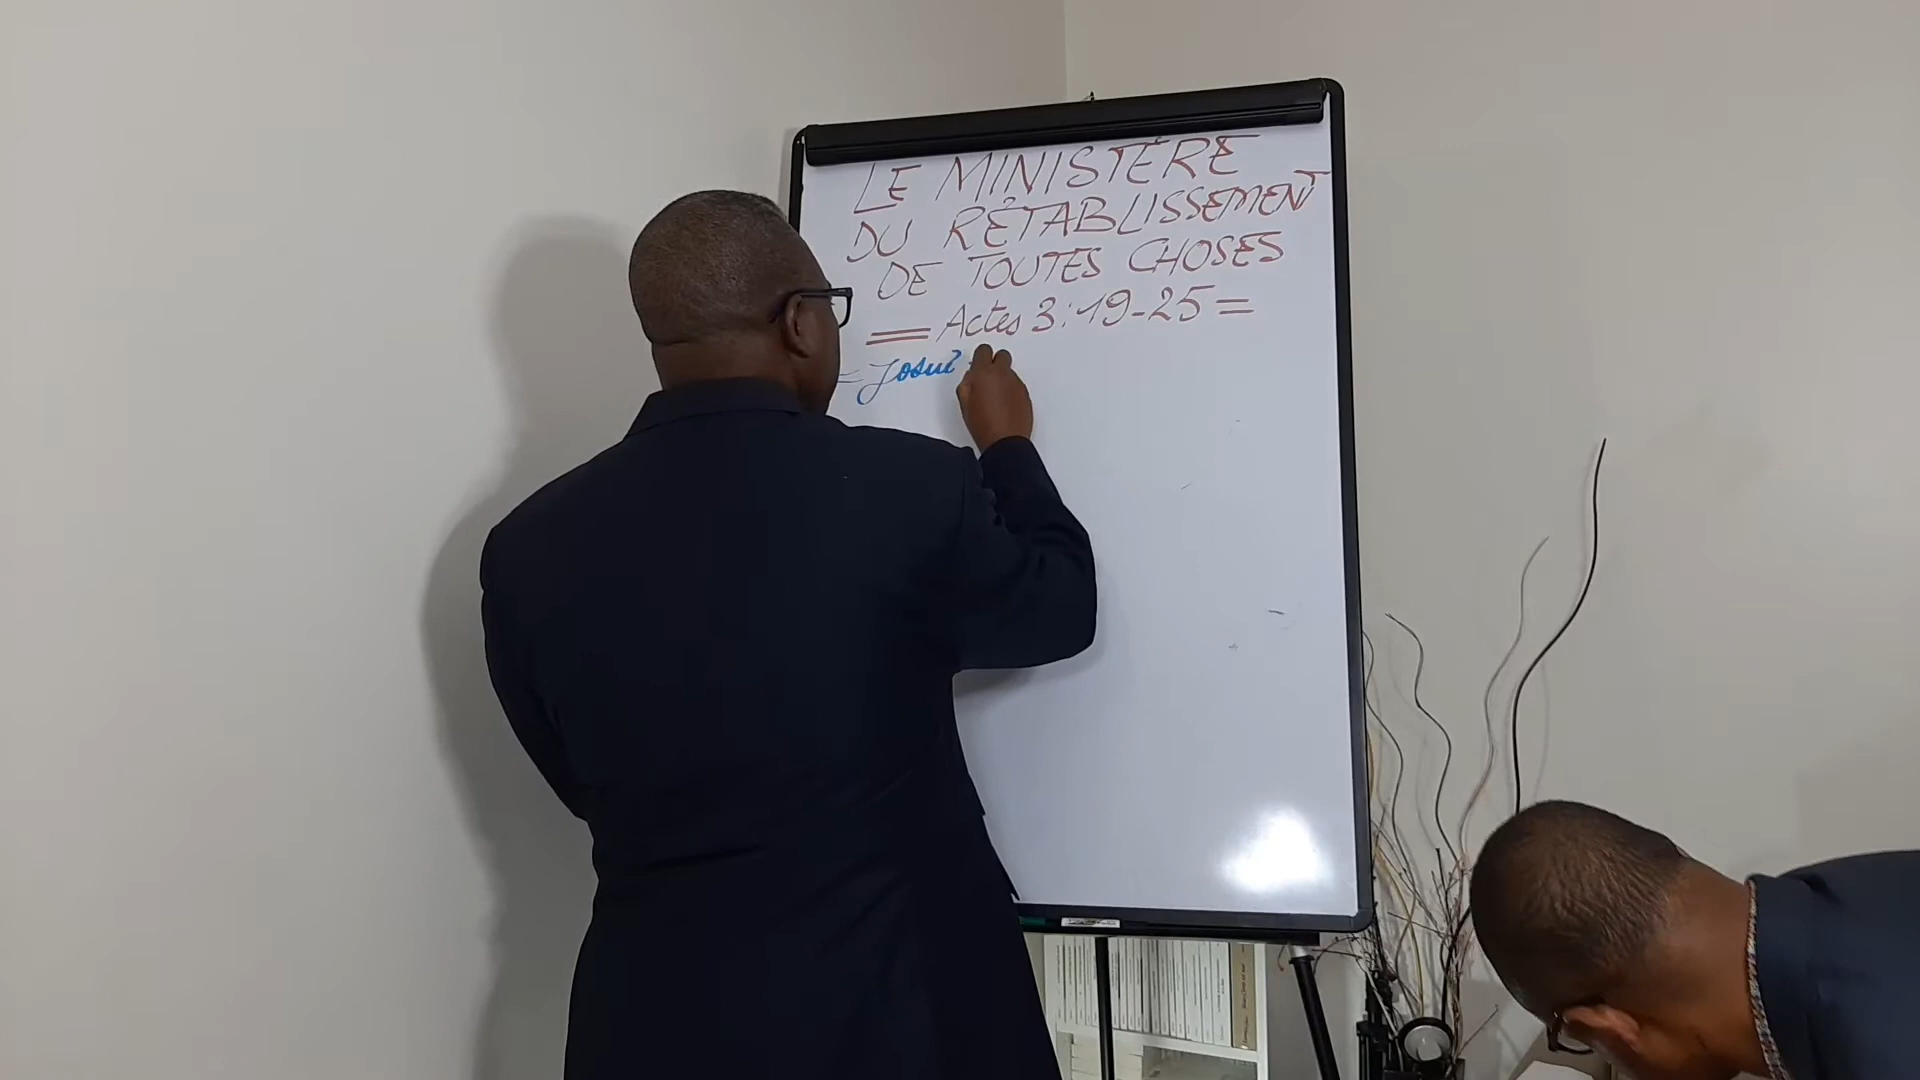 LE MINISTÈRE
DU RÉTABLISSEMENT
DE TOUTES CHOSES
= Actes 3:19-25 =
= Josué